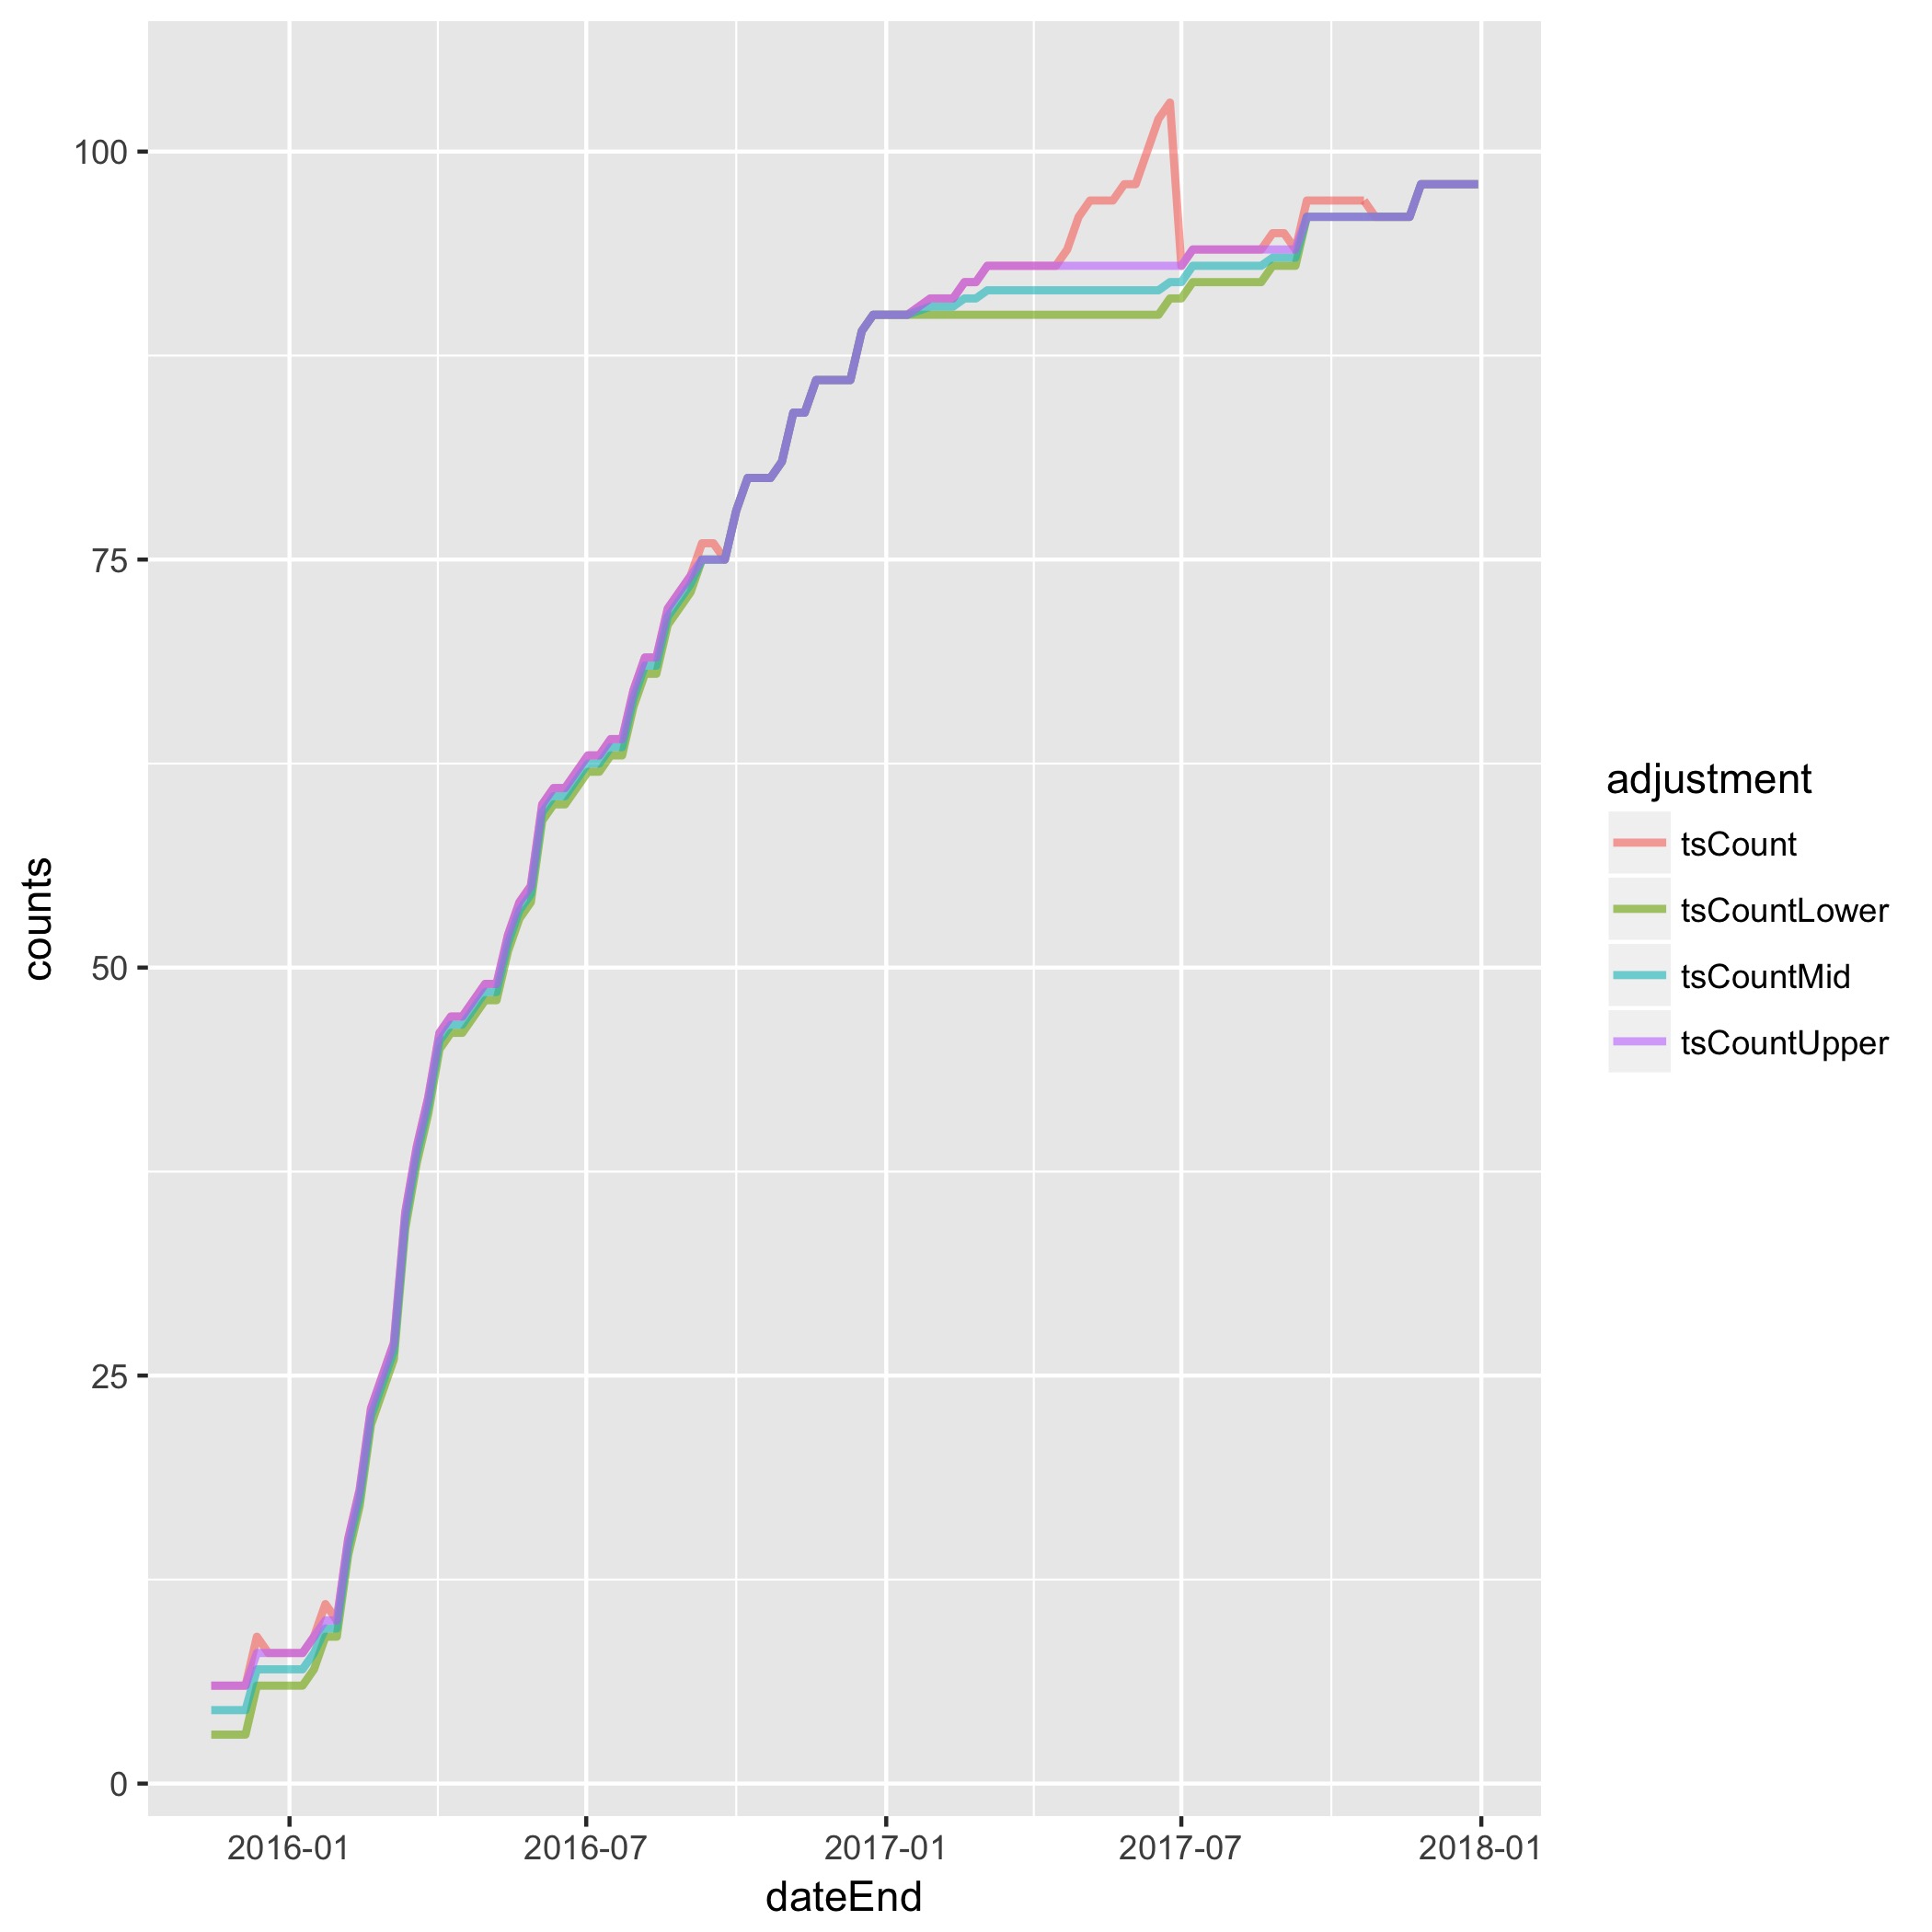 counts
100
75
50
25
0
2016-01
2016-07
2017-01
2017-07
2018-01
dateEnd
adjustment
tsCount
tsCountLower
tsCountMid
tsCountUpper